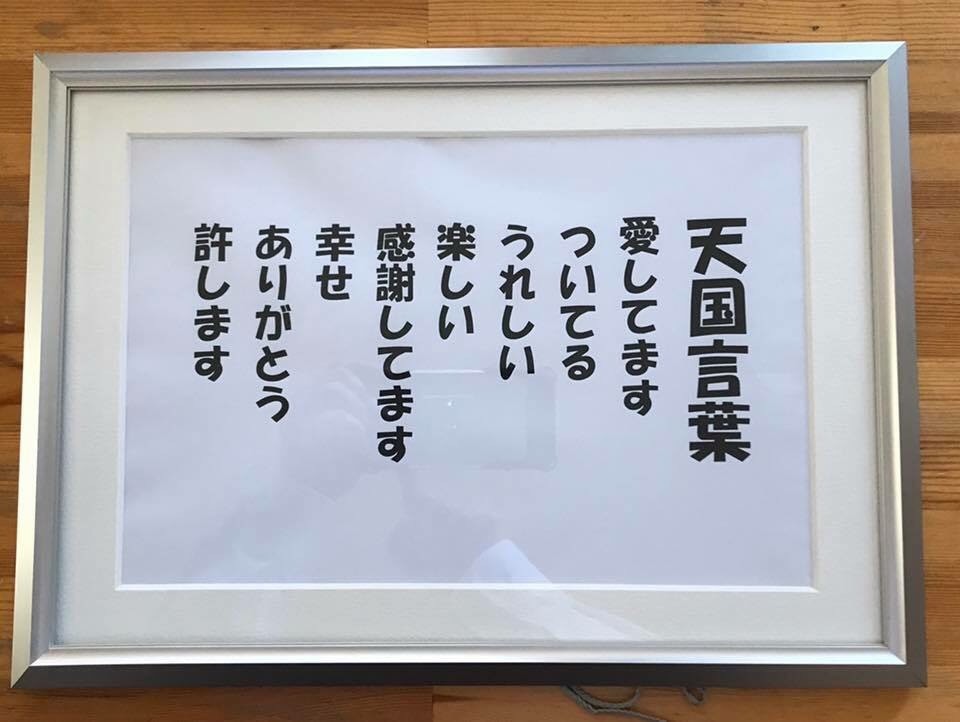 天国言葉
愛してます
ついてる
うれしい
楽しい
感謝してます
幸せ
ありがとう
許します